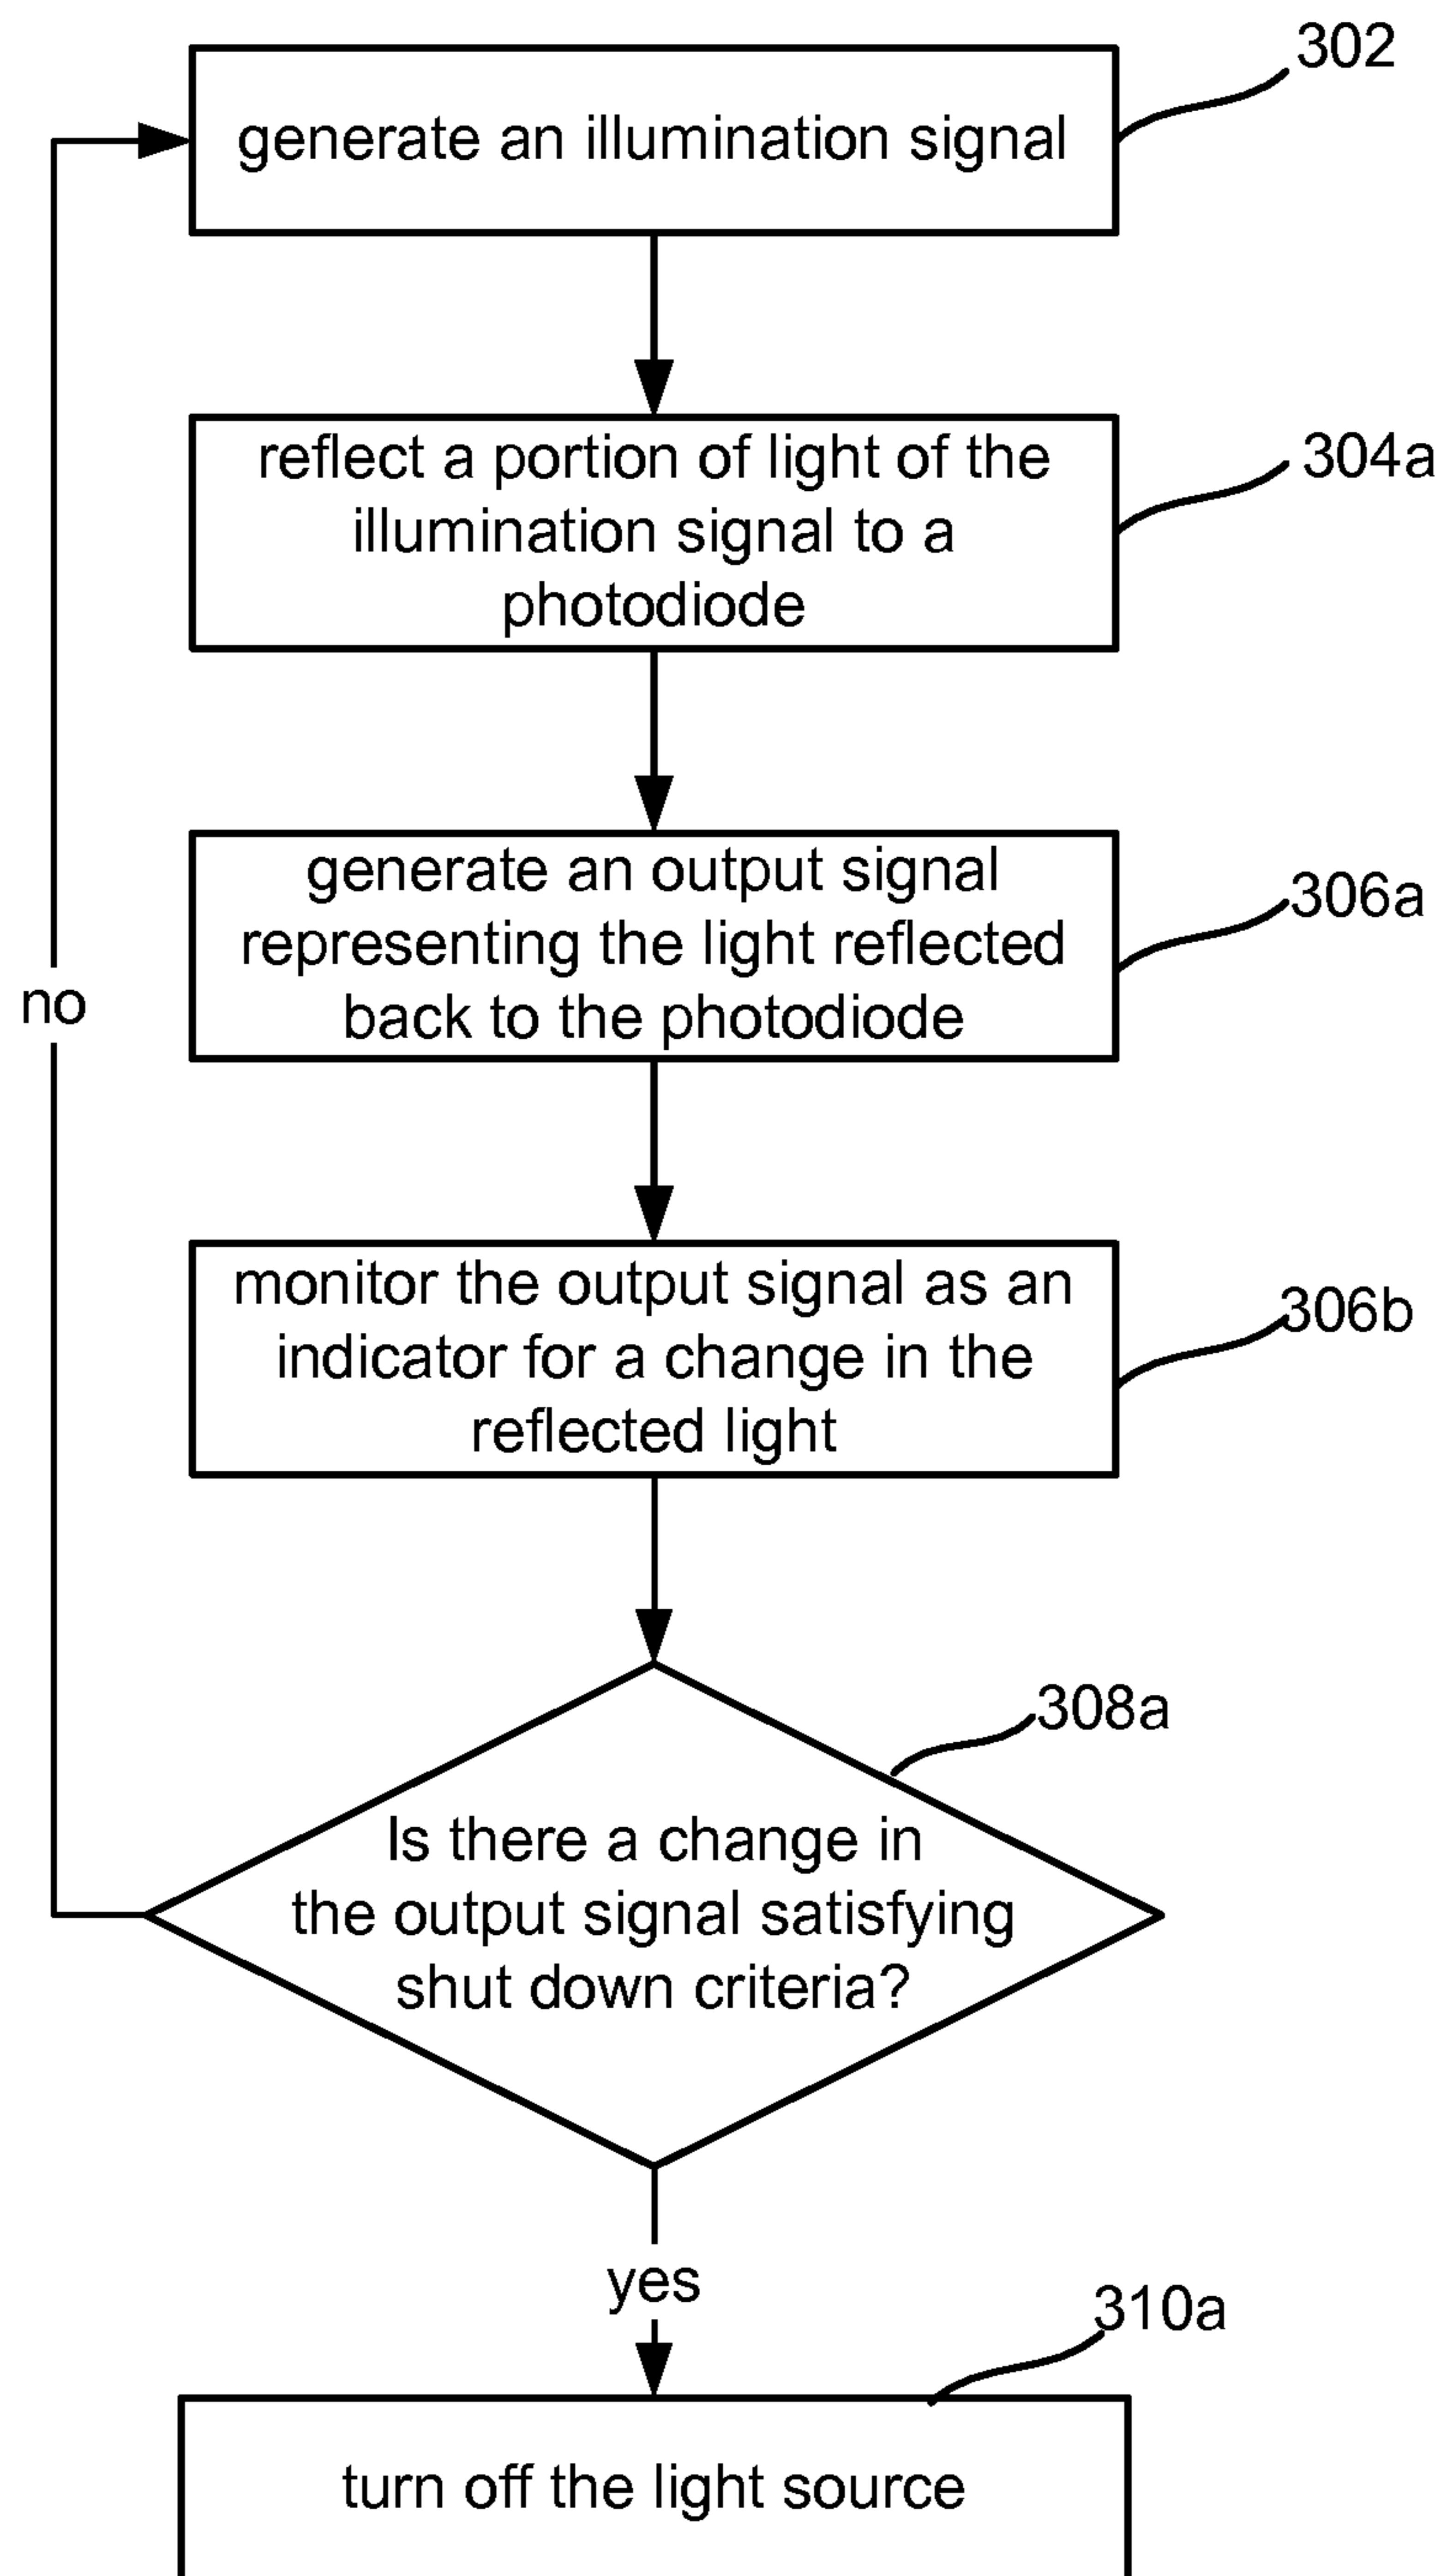 302
generate an illumination signal
304a
reflect a portion of light of the
illumination signal to a
photodiode
306a
generate an output signal
representing the light reflected
back to the photodiode
no
306b
monitor the output signal as an
indicator for a change in the
reflected light
308a
Is there a change in
the output signal satisfying
shut down criteria?
yes
310a
turn off the light source